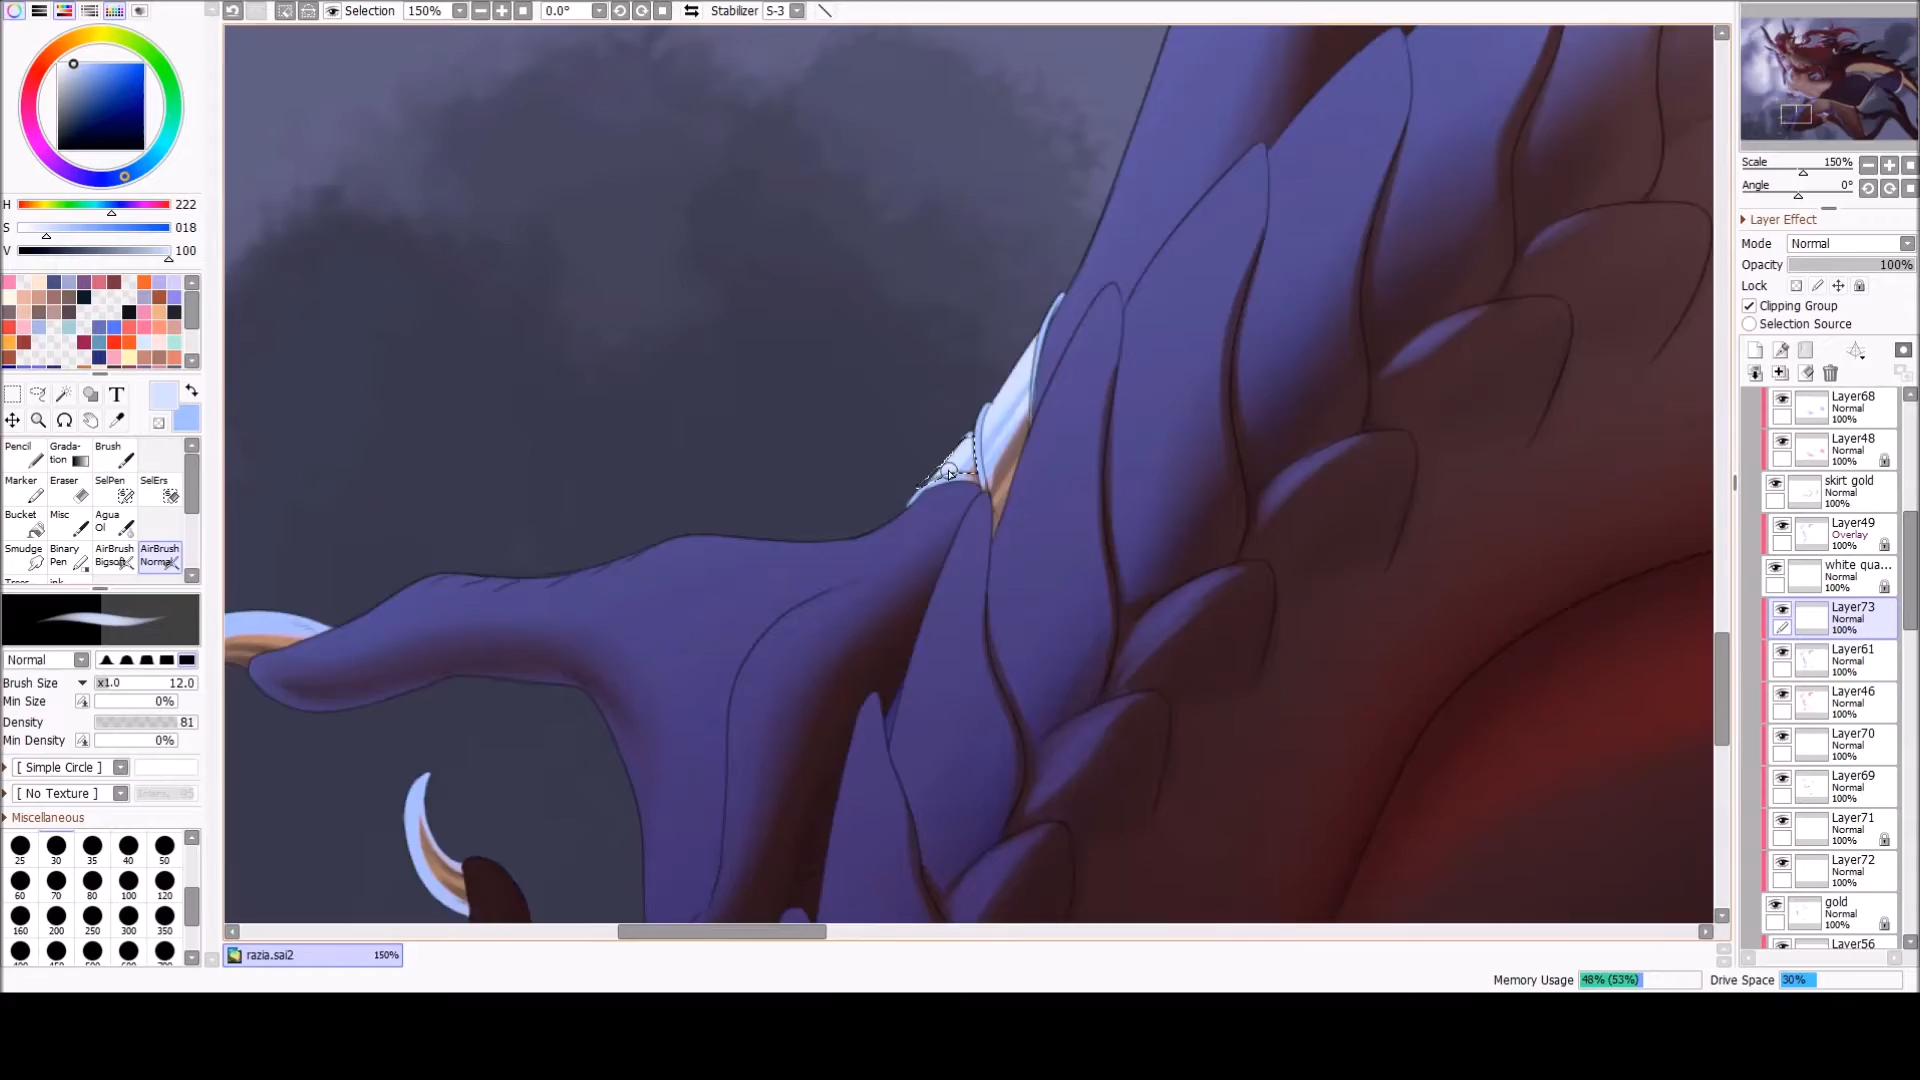 Selection 150% 0.0° Stabilizer S-3
H 222
S 018
V 100
T
Pencil Grada-tion Brush
Marker Eraser SelPen SelErs
Bucket Misc Aqua Ol
Smudge Binary Pen AirBrush Bigsoft AirBrush Normal
Normal
Brush Size x1.0 12.0
Min Size 0%
Density 81
Min Density 0%
[ Simple Circle ]
[ No Texture ]
Miscellaneous
25 30 35 40 50
60 70 80 100 120
160 200 250 300 350
razia.sai2 150%
Scale 150%
Angle 0°
Layer Effect
Mode Normal
Opacity 100%
Lock
Clipping Group
Selection Source
Layer68
Normal
100%
Layer48
Normal
100%
skirt gold
Normal
100%
Layer49
Overlay
100%
white qua...
Normal
100%
Layer73
Normal
100%
Layer61
Normal
100%
Layer46
Normal
100%
Layer70
Normal
100%
Layer69
Normal
100%
Layer71
Normal
100%
Layer72
Normal
100%
gold
Normal
100%
Layer56
Memory Usage 48% (53%) Drive Space 30%